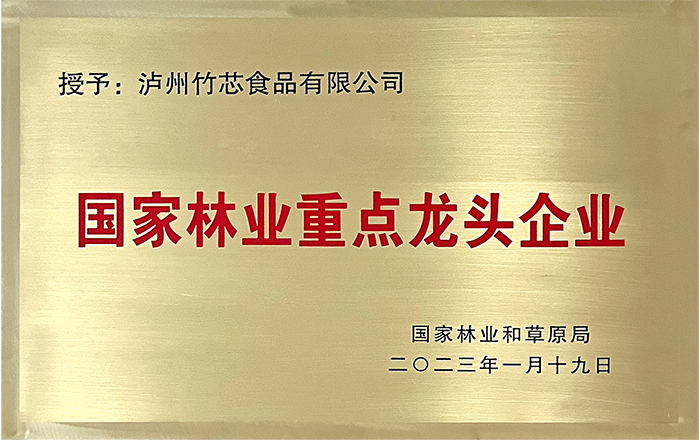 授予：泸州竹芯食品有限公司
国家林业重点龙头企业
国家林业和草原局
二〇二三年一月十九日